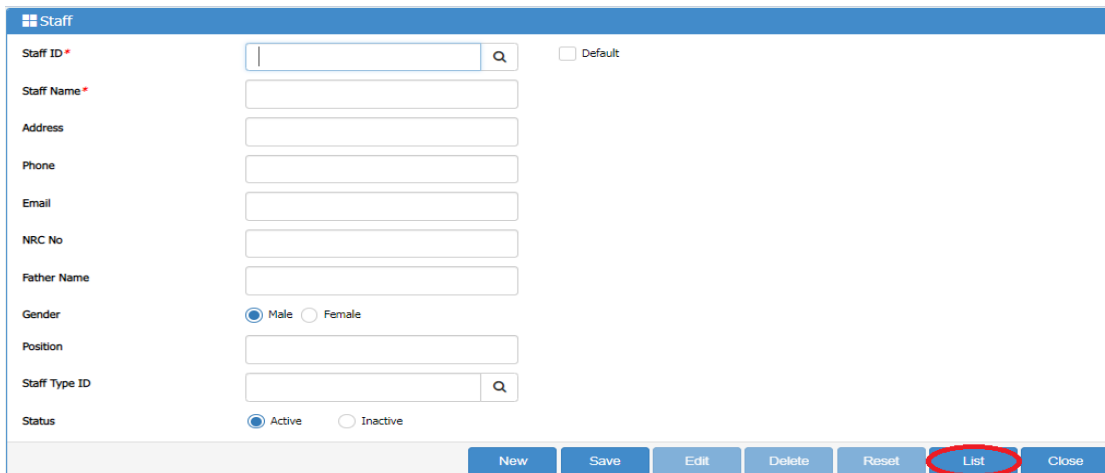 Staff
Staff ID* Default
Staff Name*
Address
Phone
Email
NRC No
Father Name
Gender Male Female
Position
Staff Type ID
Status Active Inactive
New Save Edit Delete Reset List Close